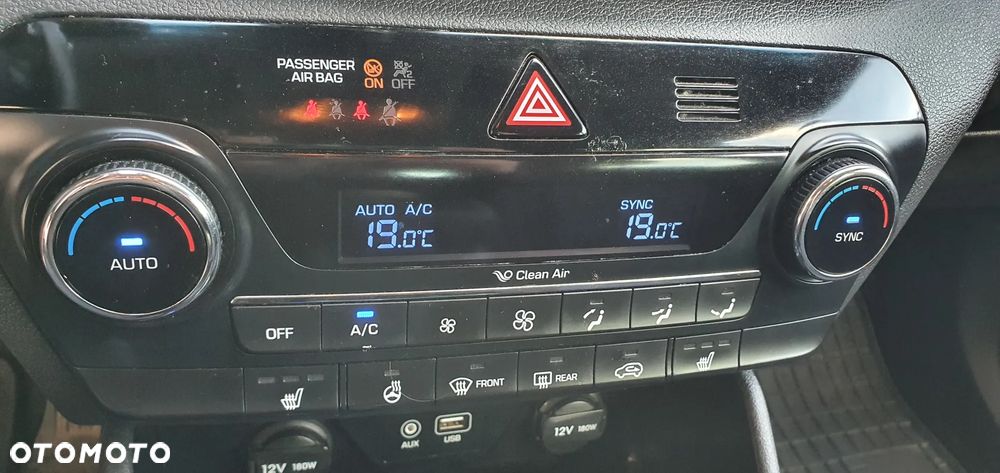 PASSENGER
AIR BAG
ON OFF
AUTO A/C
19.0°C
SYNC
19.0°C
AUTO
SYNC
Clean Air
OFF
A/C
FRONT
REAR
AUX
USB
12V 180W
12V 180W
OTOMOTO